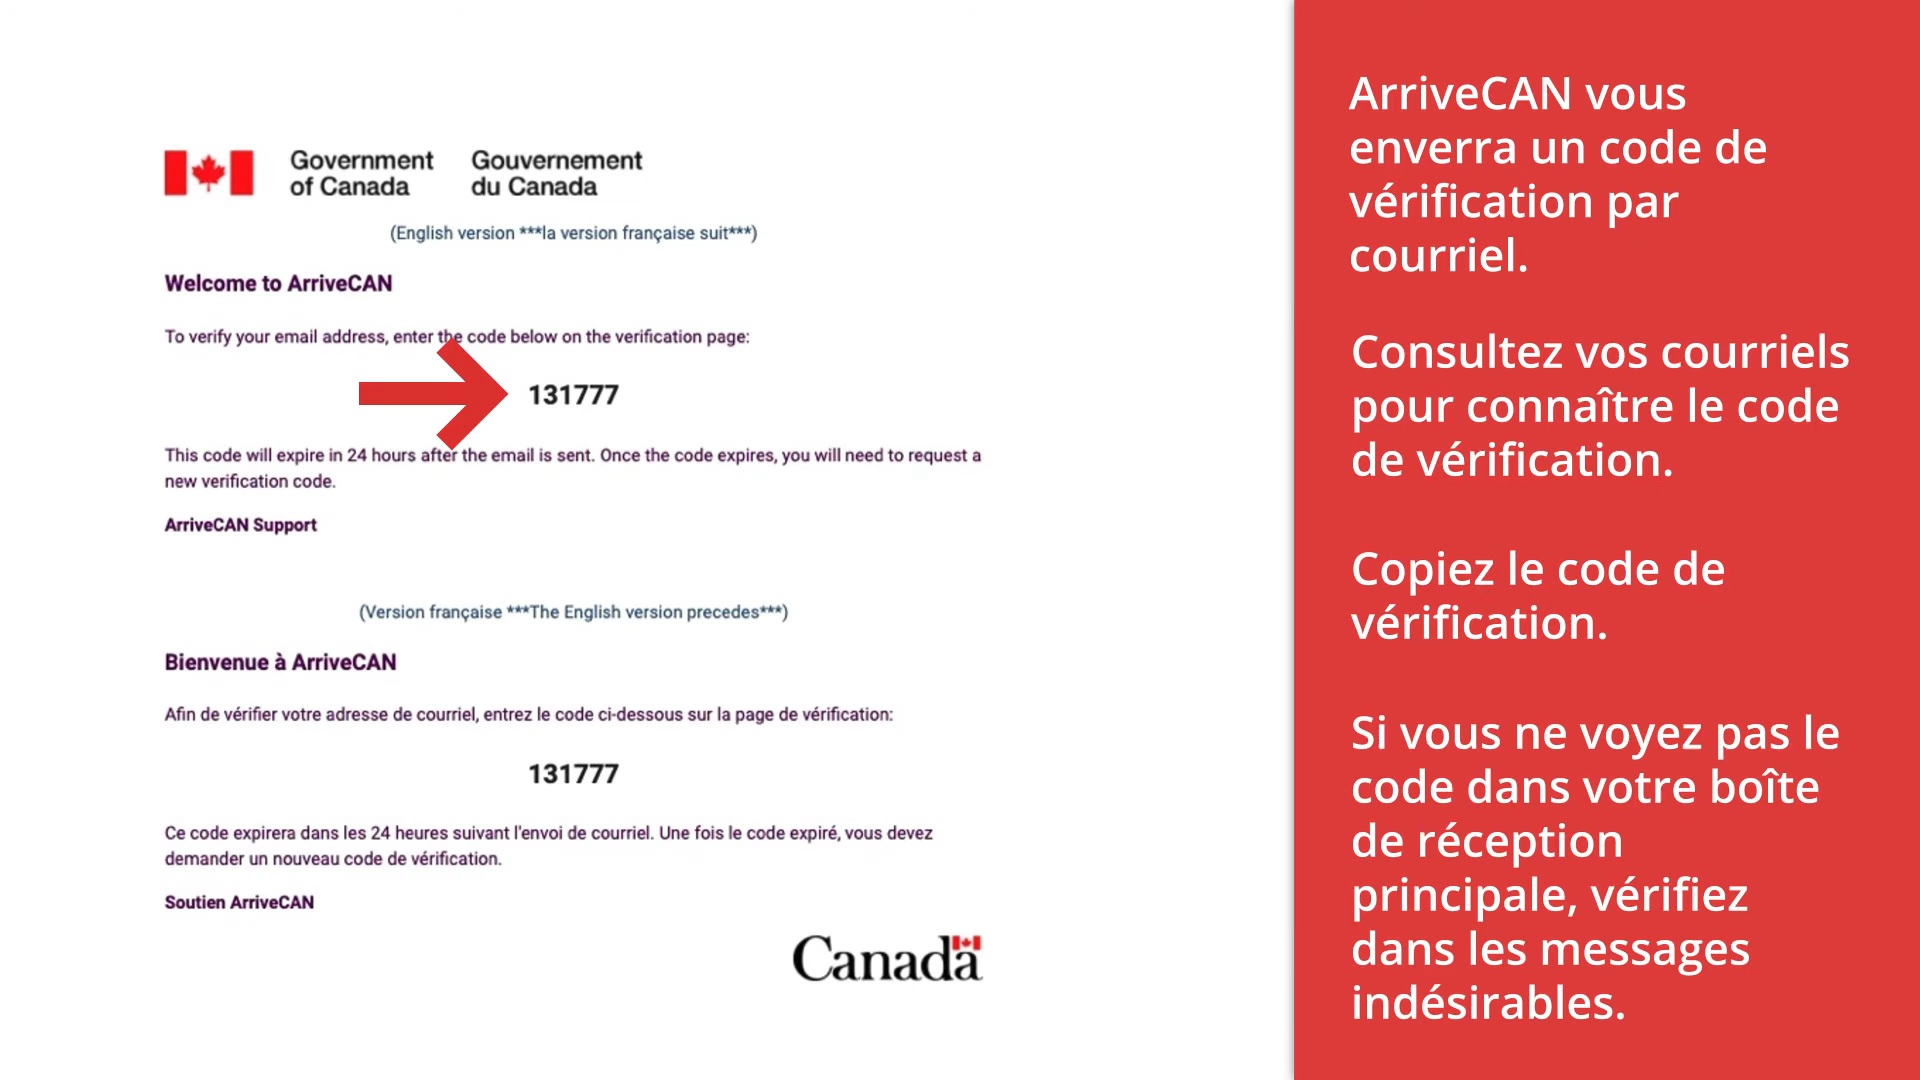 Government
of Canada
Gouvernement
du Canada
(English version ***la version française suit***)
Welcome to ArriveCAN
To verify your email address, enter the code below on the verification page:
131777
This code will expire in 24 hours after the email is sent. Once the code expires, you will need to request a
new verification code.
ArriveCAN Support
(Version française ***The English version precedes***)
Bienvenue à ArriveCAN
Afin de vérifier votre adresse de courriel, entrez le code ci-dessous sur la page de vérification:
131777
Ce code expirera dans les 24 heures suivant l'envoi de courriel. Une fois le code expiré, vous devez
demander un nouveau code de vérification.
Soutien ArriveCAN
Canada
ArriveCAN vous
enverra un code de
vérification par
courriel.
Consultez vos courriels
pour connaître le code
de vérification.
Copiez le code de
vérification.
Si vous ne voyez pas le
code dans votre boîte
de réception
principale, vérifiez
dans les messages
indésirables.